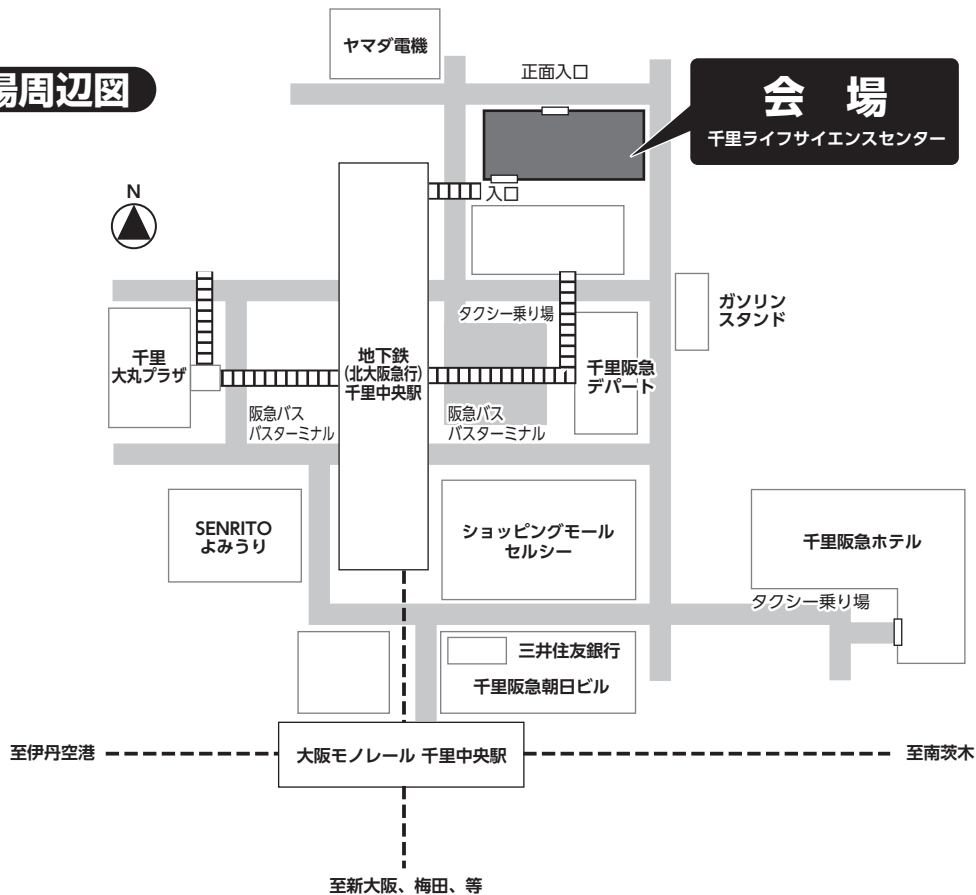 ヤマダ電機
場周辺図
正面入口
会 場
千里ライフサイエンスセンター
N
入口
ガソリン
スタンド
タクシー乗り場
千里
大丸プラザ
地下鉄
(北大阪急行)
千里中央駅
千里阪急
デパート
阪急バス
バスターミナル
阪急バス
バスターミナル
SENRITO
よみうり
ショッピングモール
セルシー
千里阪急ホテル
タクシー乗り場
三井住友銀行
千里阪急朝日ビル
至伊丹空港
大阪モノレール 千里中央駅
至南茨木
至新大阪、梅田、等